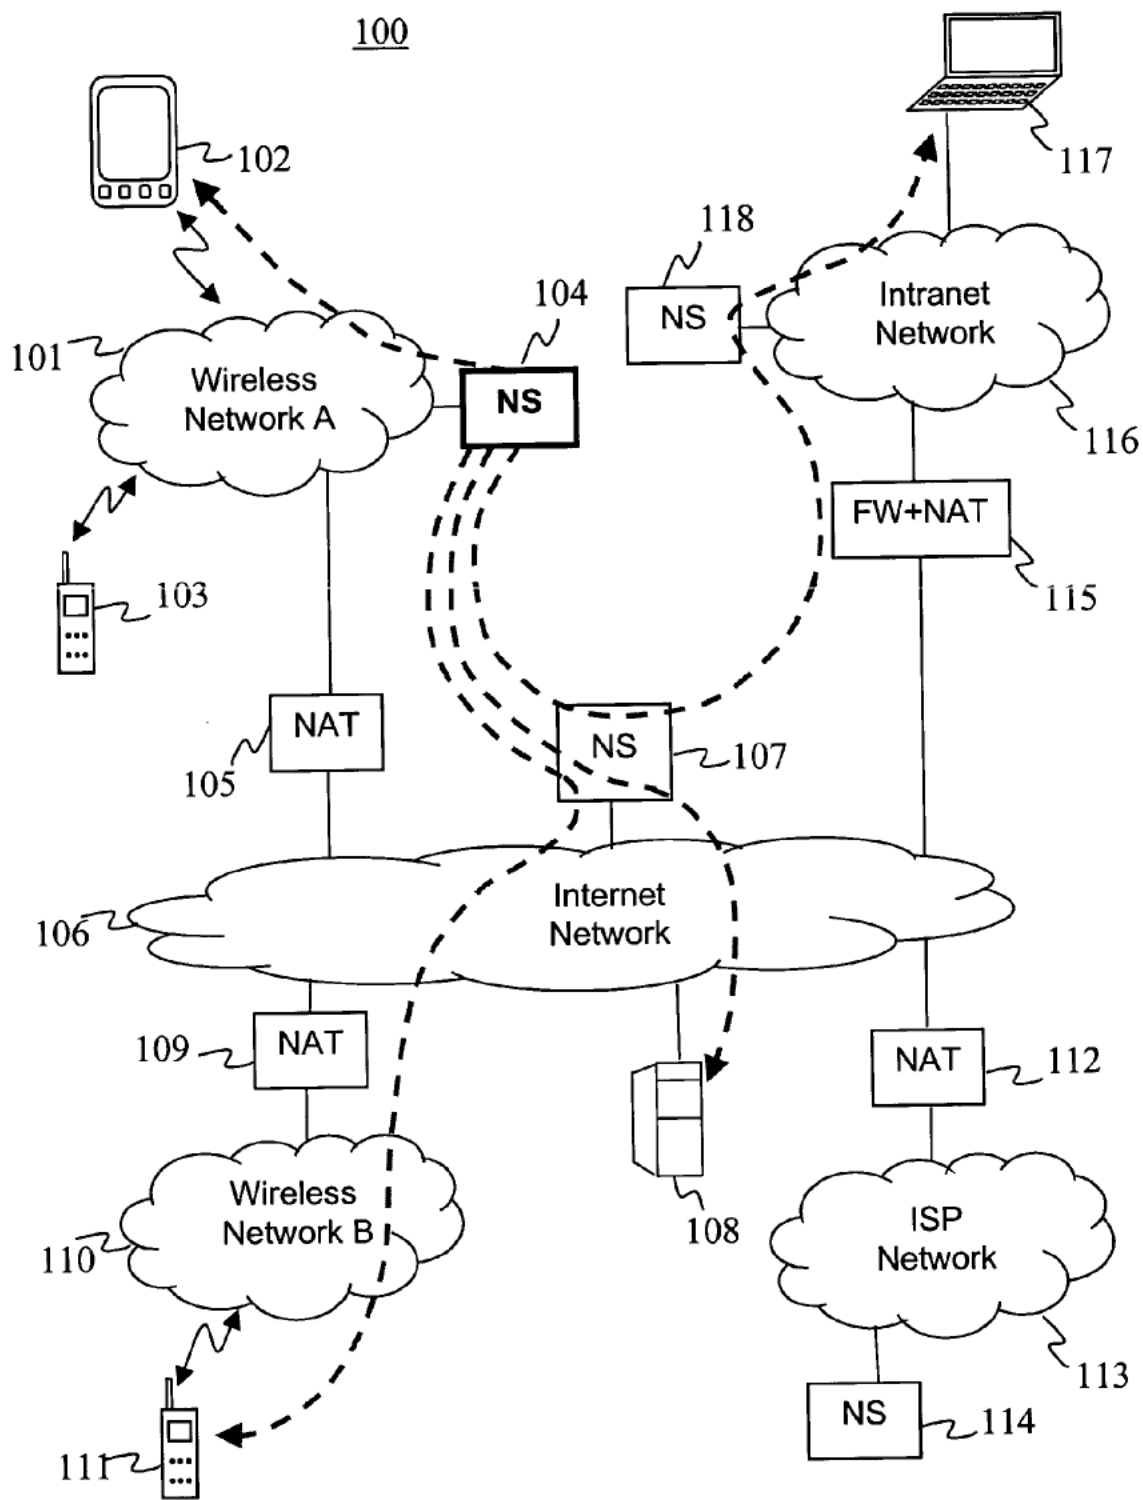 100
102
117
118
104
NS
Intranet
Network
101
Wireless
Network A
NS
116
FW+NAT
103
115
NAT
NS
105
107
Internet
Network
106
NAT
109
NAT
112
Wireless
Network B
108
ISP
Network
110
113
NS
114
111